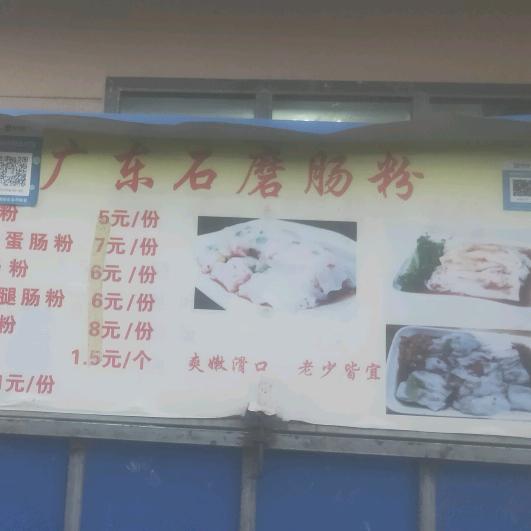 广东石磨肠粉
粉 5元/份
蛋肠粉 7元/份
粉 6元/份
腿肠粉 6元/份
粉 8元/份
1.5元/个
元/份
爽嫩滑口 老少皆宜